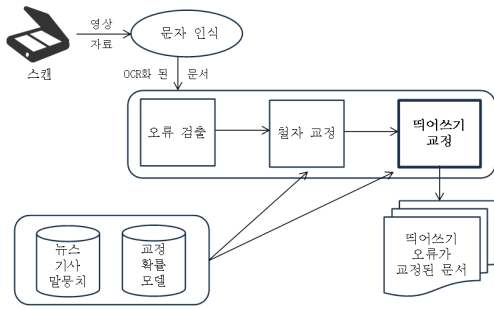 스캔
영상
자료
문자 인식
OCR화 된 문서
오류 검출
철자 교정
띄어쓰기
교정
뉴스
기사
말뭉치
교정
확률
모델
띄어쓰기
오류가
교정된 문서